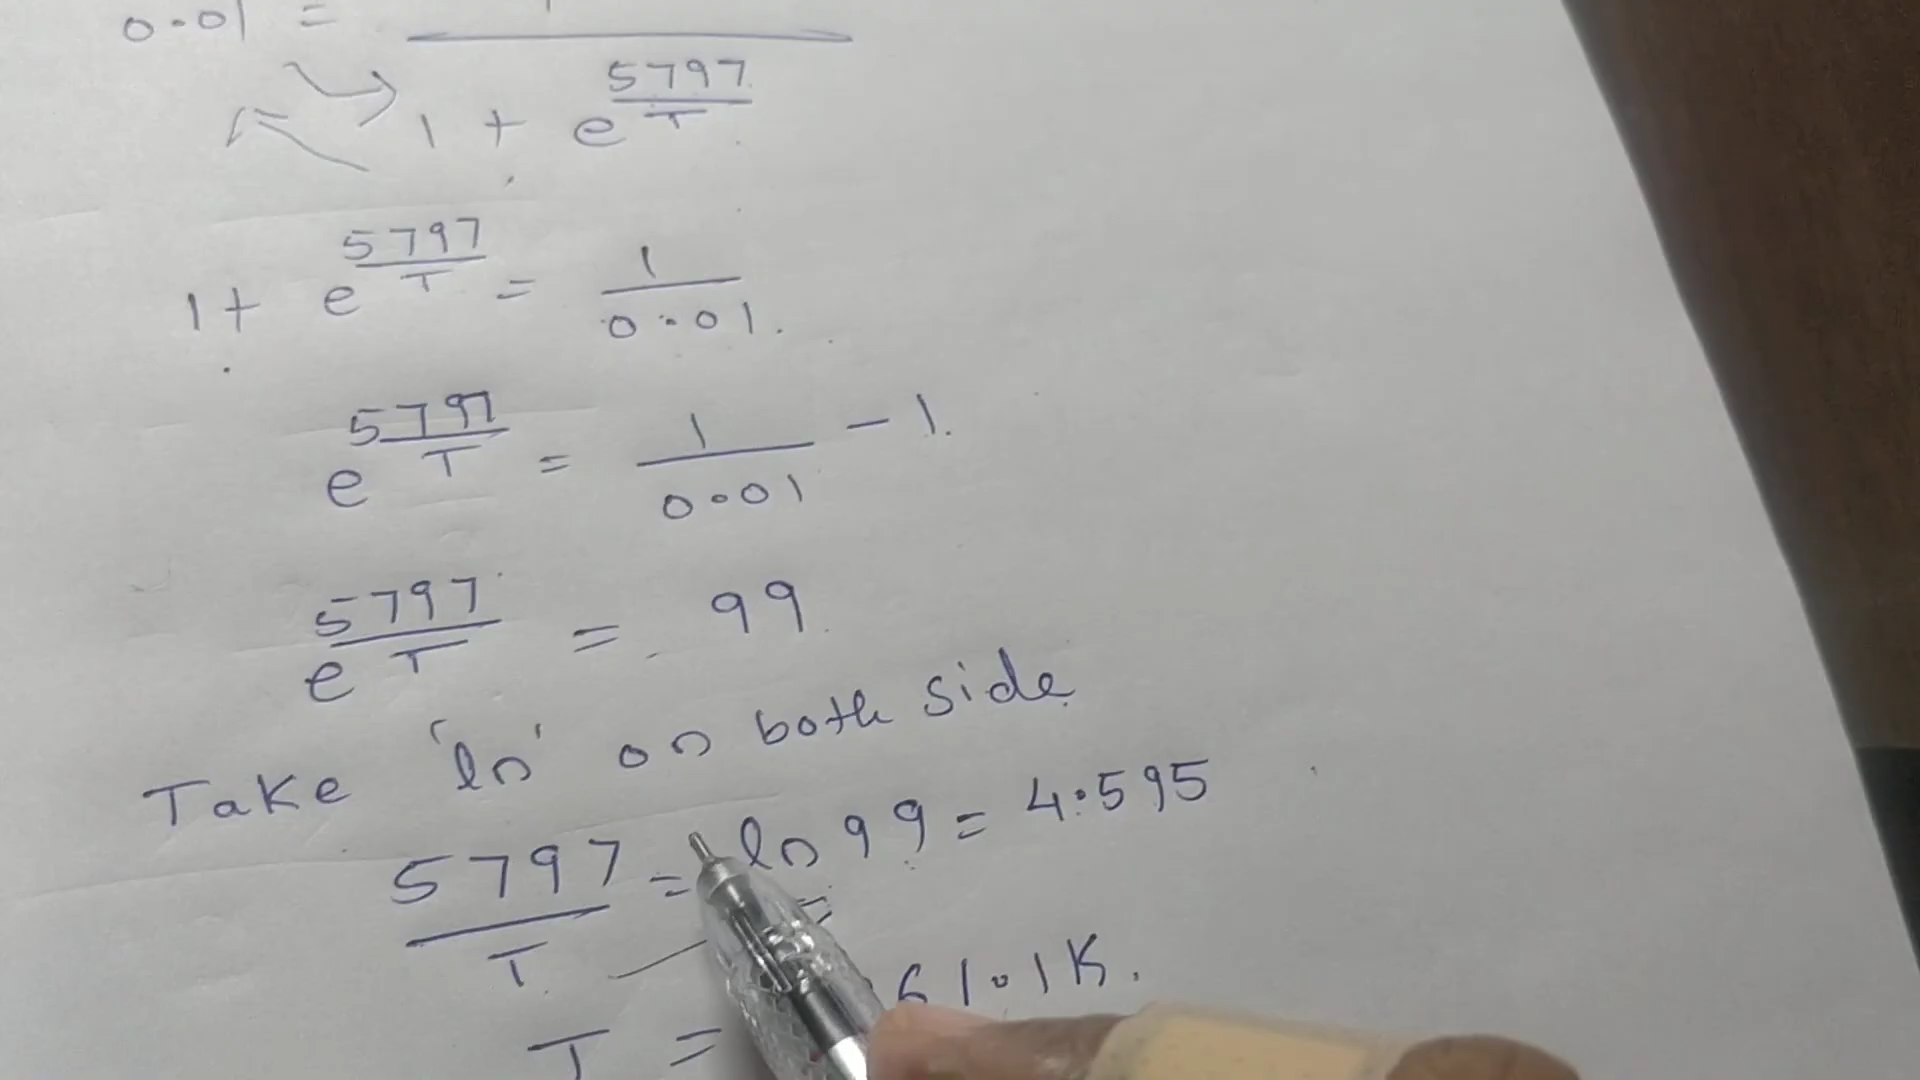 0.01 = 1
1 + e^(5797/T)
1 + e^(5797/T) = 1/0.01.
e^(5797/T) = 1/0.01 - 1.
e^(5797/T) = 99
Take 'ln' on both side
5797/T = ln 99 = 4.595
T = 61.1K.